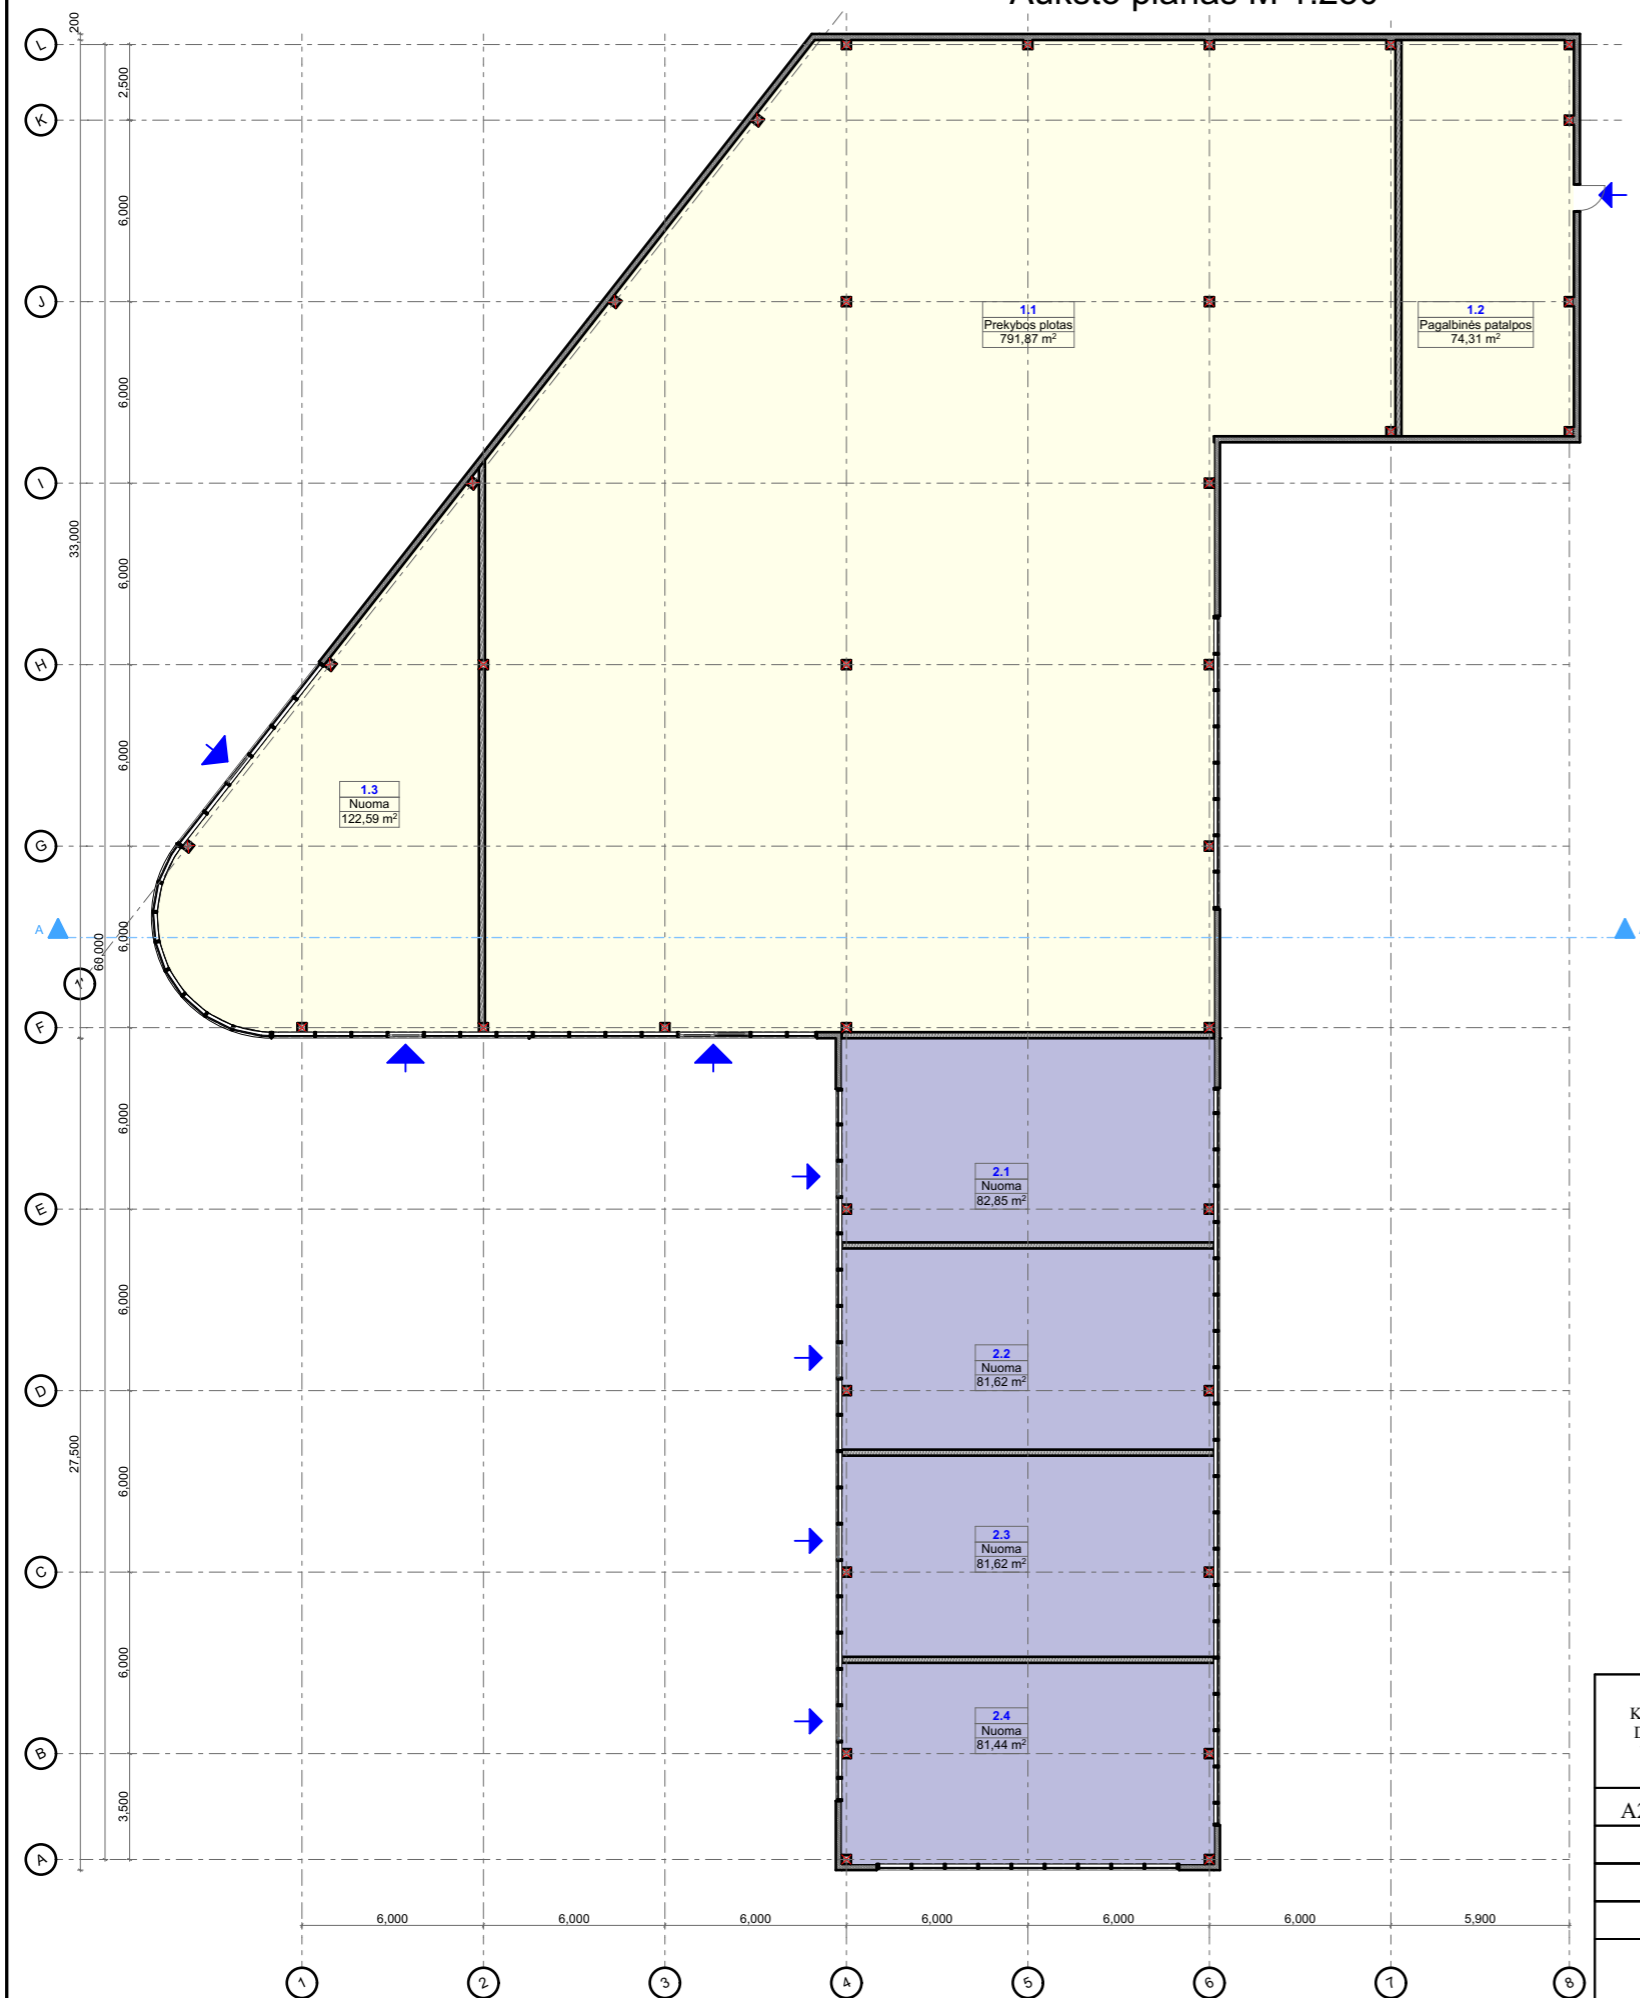 200
L
2,500
K
6,000
J
1.1
Prekybos plotas
791,87 m²
1.2
Pagalbinės patalpos
74,31 m²
6,000
I
33,000
6,000
H
6,000
1.3
Nuoma
122,59 m²
G
A
6,000
60,000
1'
F
6,000
2.1
Nuoma
82,85 m²
E
6,000
2.2
Nuoma
81,62 m²
D
27,500
6,000
2.3
Nuoma
81,62 m²
C
6,000
2.4
Nuoma
81,44 m²
B
3,500
A
6,000 6,000 6,000 6,000 6,000 6,000 5,900
1 2 3 4 5 6 7 8